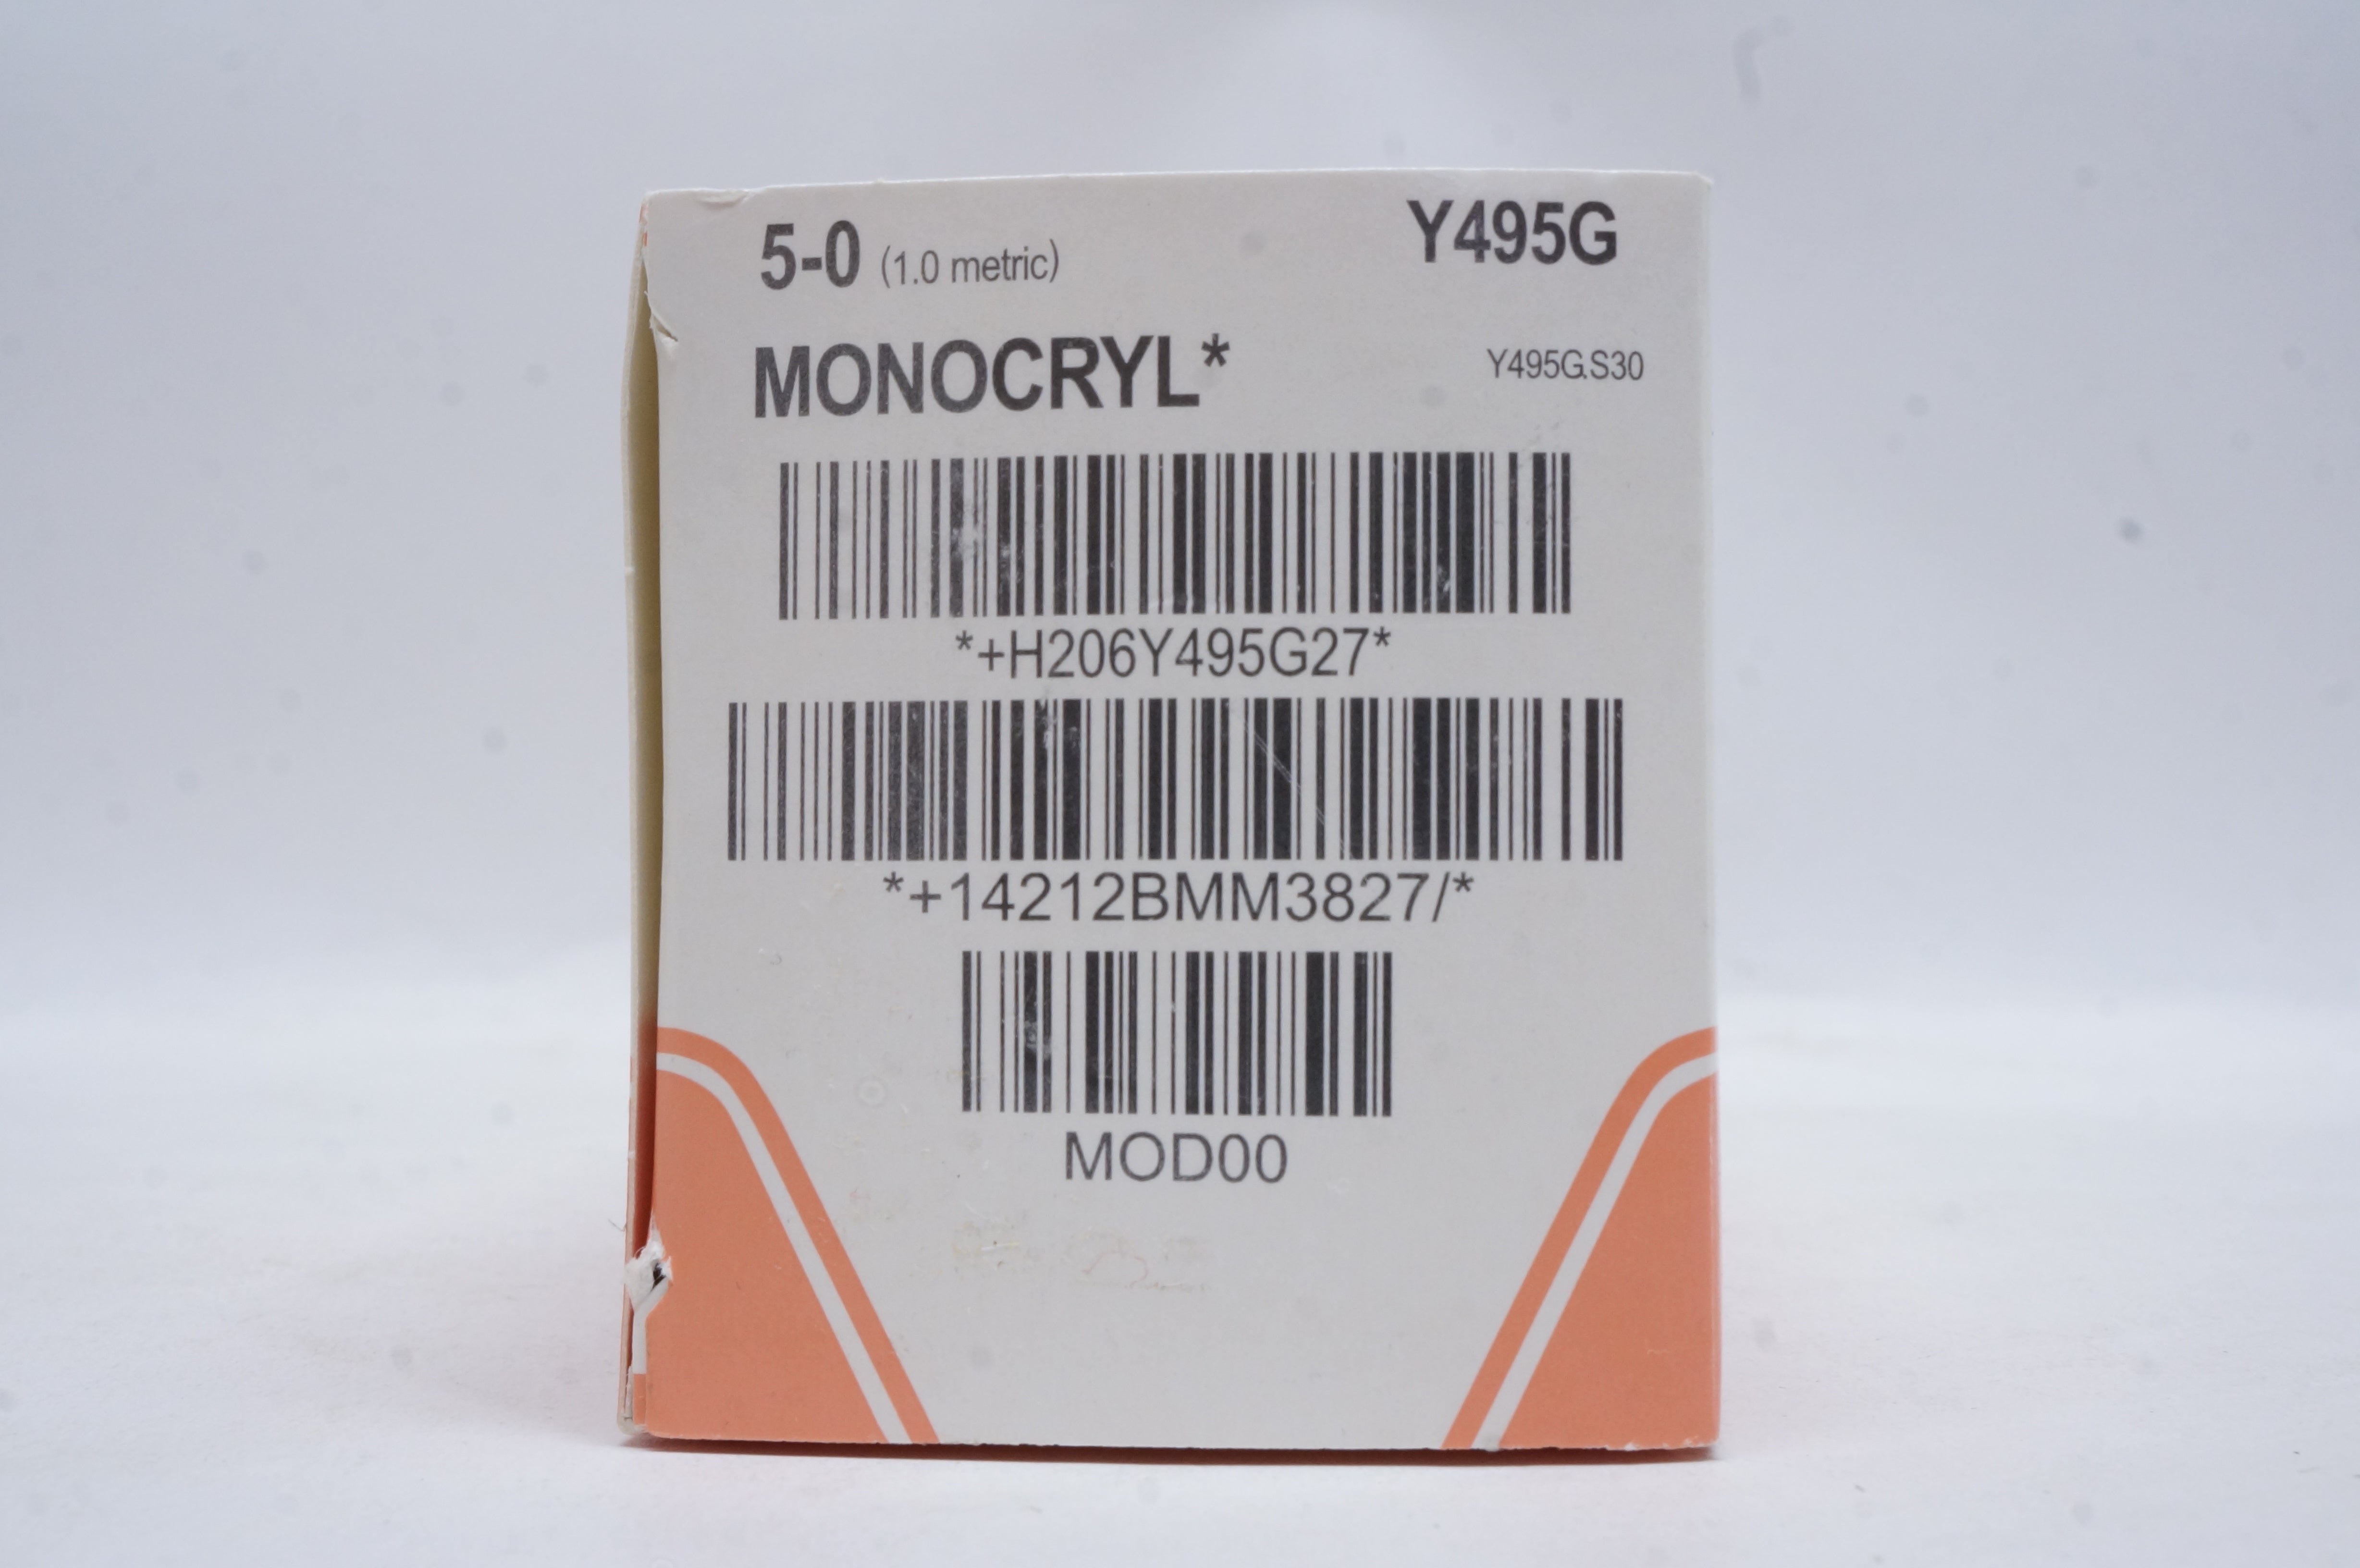 5-0 (1.0 metric) Y495G
MONOCRYL* Y495G.S30
*+H206Y495G27*
*+14212BMM3827/*
MOD00